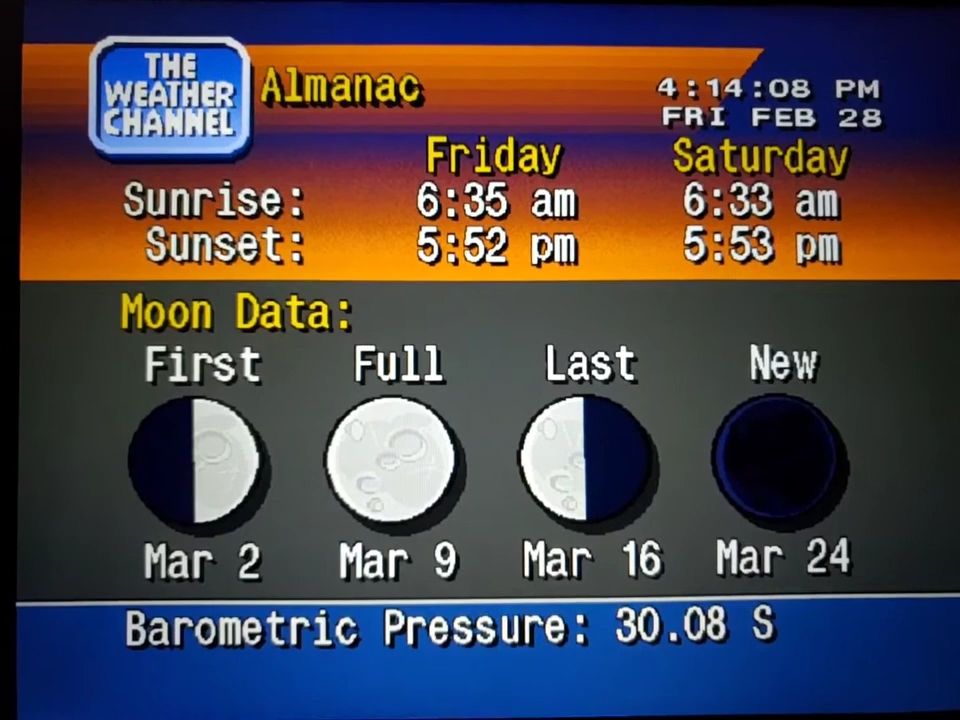 THE
WEATHER
CHANNEL
Almanac
4:14:08 PM
FRI FEB 28
Friday Saturday
Sunrise: 6:35 am 6:33 am
Sunset: 5:52 pm 5:53 pm
Moon Data:
First Full Last New
Mar 2 Mar 9 Mar 16 Mar 24
Barometric Pressure: 30.08 S